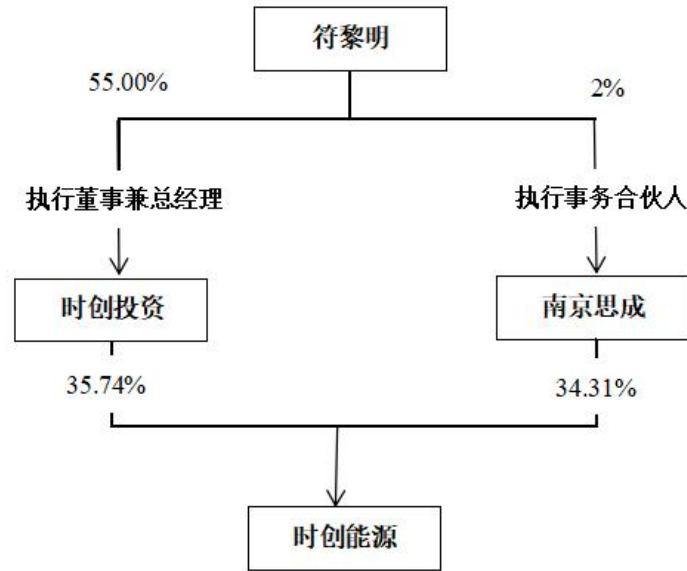 符黎明
55.00%
2%
执行董事兼总经理
执行事务合伙人
时创投资
南京思成
35.74%
34.31%
时创能源